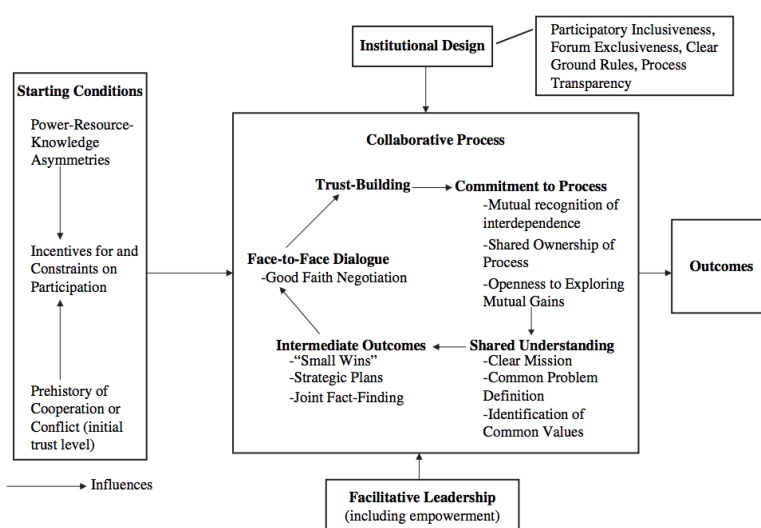 Institutional Design
Participatory Inclusiveness,
Forum Exclusiveness, Clear
Ground Rules, Process
Transparency
Starting Conditions
Power-Resource-
Knowledge
Asymmetries
Incentives for and
Constraints on
Participation
Prehistory of
Cooperation or
Conflict (initial
trust level)
Collaborative Process
Trust-Building
Commitment to Process
-Mutual recognition of
interdependence
-Shared Ownership of
Process
-Openness to Exploring
Mutual Gains
Face-to-Face Dialogue
-Good Faith Negotiation
Intermediate Outcomes
-“Small Wins”
-Strategic Plans
-Joint Fact-Finding
Shared Understanding
-Clear Mission
-Common Problem
Definition
-Identification of
Common Values
Outcomes
Influences
Facilitative Leadership
(including empowerment)